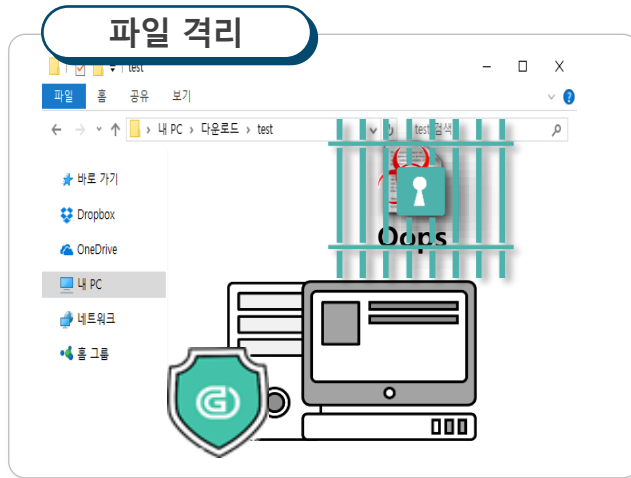 파일 격리
test
파일 홈 공유 보기
내 PC › 다운로드 › test
test 검색
바로 가기
Dropbox
Oops
OneDrive
내 PC
네트워크
홈 그룹
G